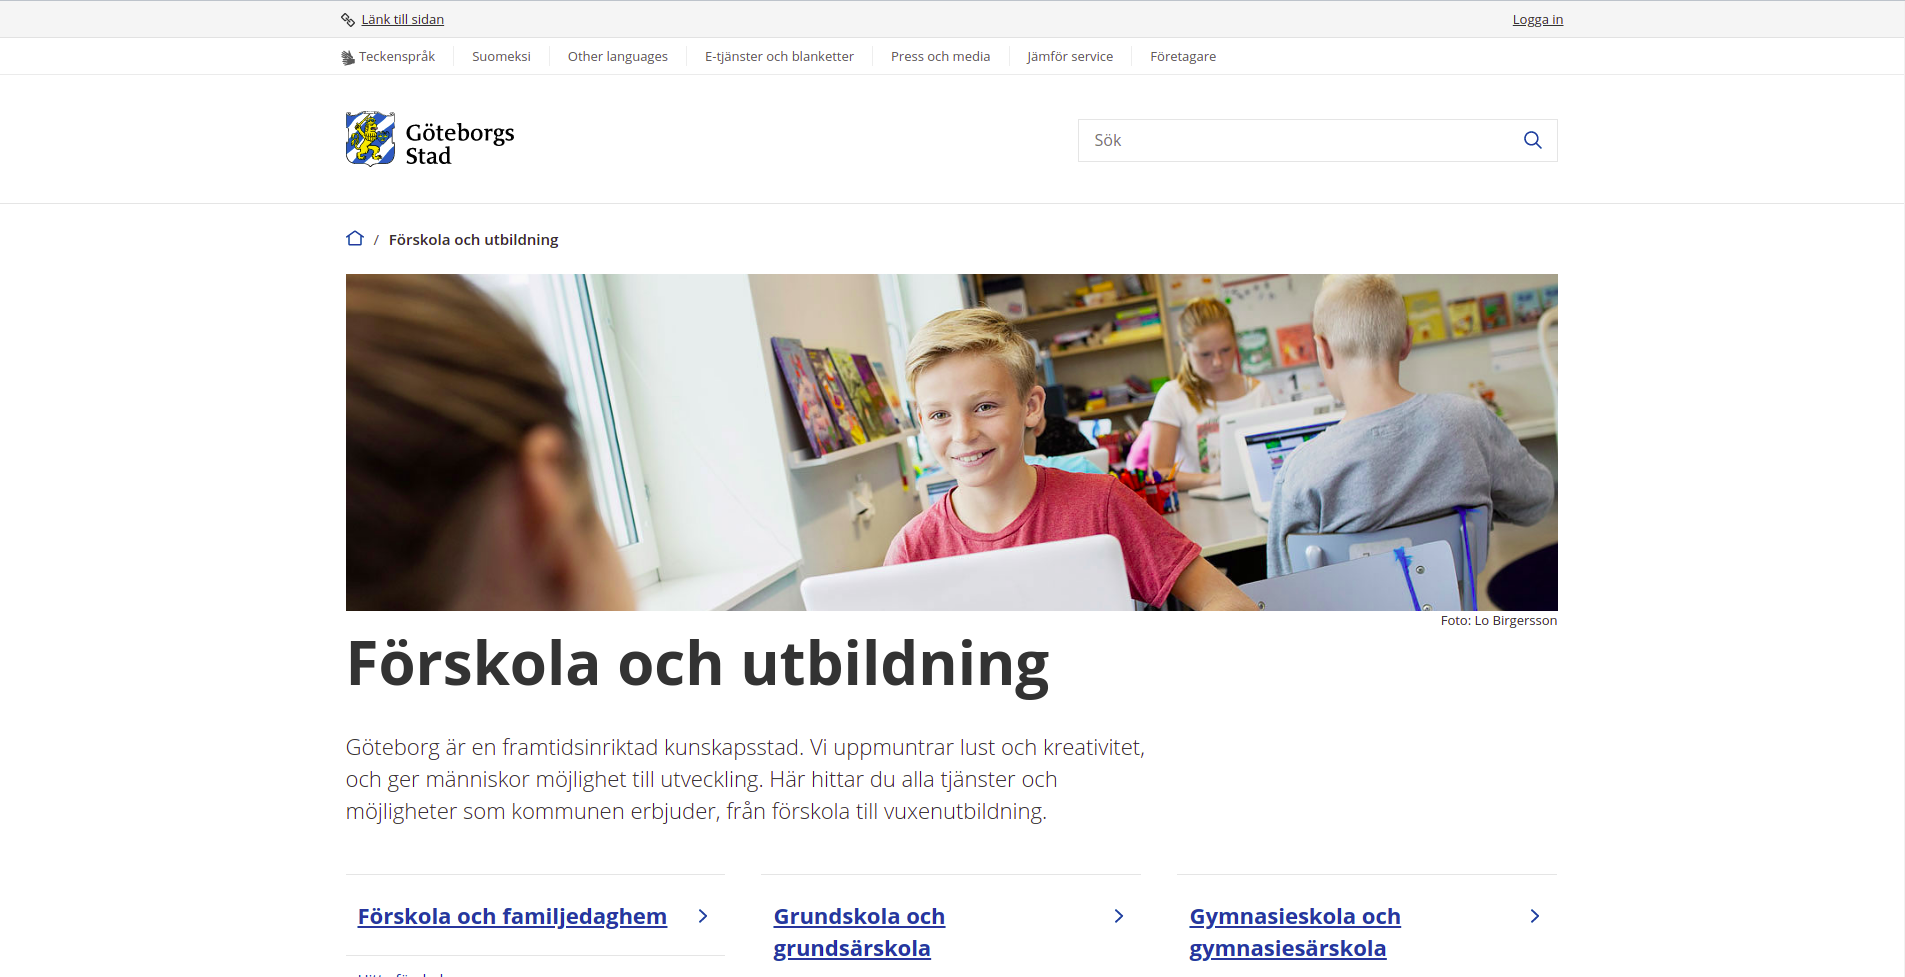 Länk till sidan
Logga in
Teckenspråk
Suomeksi
Other languages
E-tjänster och blanketter
Press och media
Jämför service
Företagare
Göteborgs
Stad
Sök
/ Förskola och utbildning
Foto: Lo Birgersson
Förskola och utbildning
Göteborg är en framtidsinriktad kunskapsstad. Vi uppmuntrar lust och kreativitet,
och ger människor möjlighet till utveckling. Här hittar du alla tjänster och
möjligheter som kommunen erbjuder, från förskola till vuxenutbildning.
Förskola och familjedaghem
Grundskola och
grundsärskola
Gymnasieskola och
gymnasiesärskola